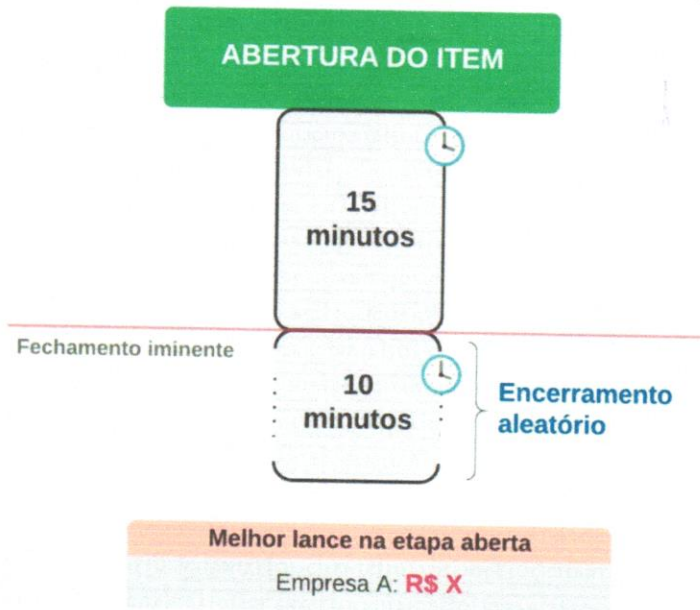 ABERTURA DO ITEM
15
minutos
Fechamento iminente
10
minutos
Encerramento
aleatório
Melhor lance na etapa aberta
Empresa A: R$ X